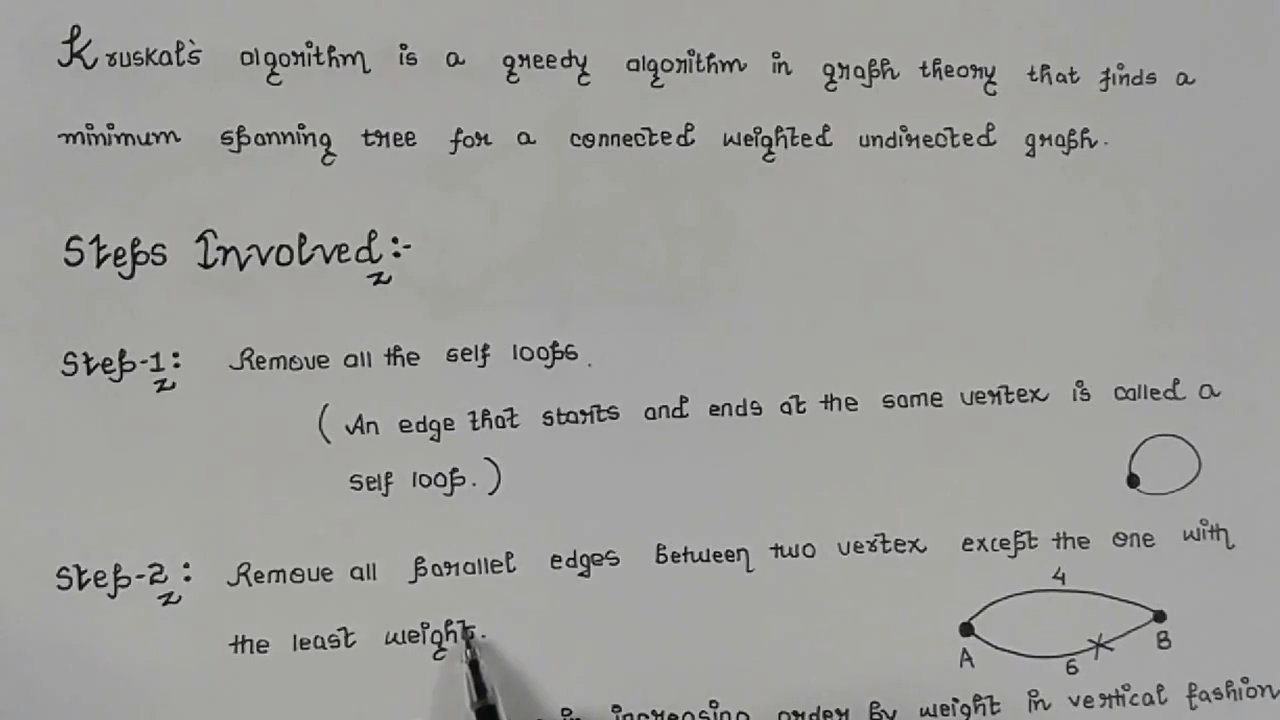 Kruskal's algorithm is a greedy algorithm in graph theory that finds a
minimum spanning tree for a connected weighted undirected graph.
Steps Involved:-
Step-1: Remove all the self loops.
(An edge that starts and ends at the same vertex is called a
self loop.)
Step-2: Remove all parallel edges between two vertex except the one with
the least weight.
4
A
B
6
in increasing order by weight in vertical fashion